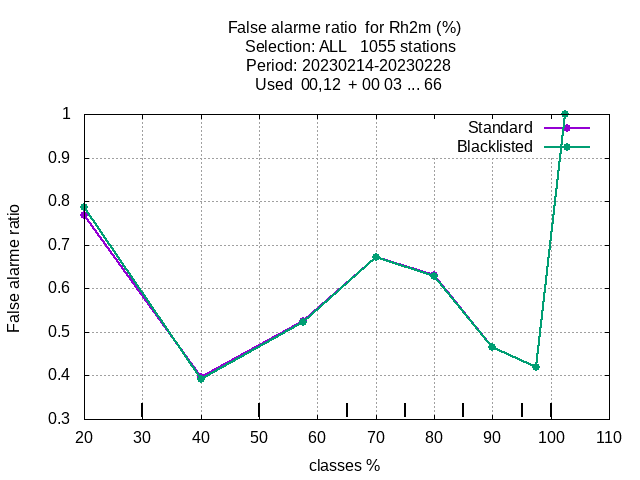 False alarme ratio  for Rh2m (%)
Selection: ALL   1055 stations
Period: 20230214-20230228
Used  00,12  + 00 03 ... 66
Standard
Blacklisted
1
0.9
0.8
0.7
0.6
0.5
0.4
0.3
False alarme ratio
20 30 40 50 60 70 80 90 100 110
classes %